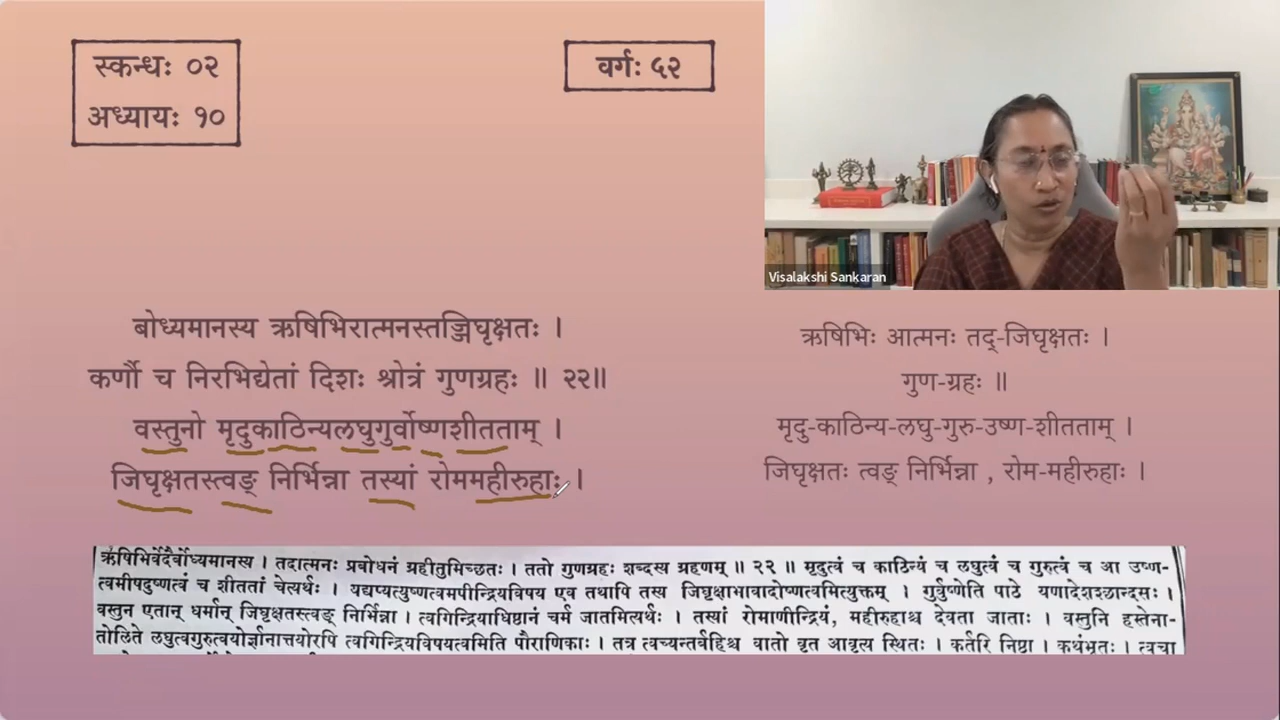 स्कन्धः ०२
अध्यायः १०
वर्गः ५२
Visalakshi Sankaran
बोध्यमानस्य ऋषिभिरात्मनस्तज्जिघृक्षतः ।
कर्णौ च निरभिद्येतां दिशः श्रोत्रं गुणग्रहः ॥ २२॥
वस्तुनो मृदुकाठिन्यलघुगुर्वोष्णशीतताम् ।
जिघृक्षतस्त्वङ् निर्भिन्ना तस्यां रोममहीरुहाः ।
ऋषिभिः आत्मनः तद्-जिघृक्षतः ।
गुण-ग्रहः ॥
मृदु-काठिन्य-लघु-गुरु-उष्ण-शीतताम् ।
जिघृक्षतः त्वङ् निर्भिन्ना , रोम-महीरुहाः ।
ऋषिभिर्वेदैर्बोध्यमानस्य । तदात्मनः प्रबोधनं ग्रहीतुमिच्छतः । ततो गुणग्रहः शब्दस्य ग्रहणम् ॥ २२ ॥ मृदुत्वं च काठिन्यं च लघुत्वं च गुरुत्वं च आ उष्ण-
त्वमीषदुष्णत्वं च शीततां चेत्यर्थः । यद्यप्यत्युष्णत्वमपीन्द्रियविषय एव तथापि तस्य जिघृक्षाभावादोष्णत्वमित्युक्तम् । गुर्वुष्णेति पाठे यणादेशश्छान्दसः ।
वस्तुन एतान् धर्मान् जिघृक्षतस्त्वङ् निर्भिन्ना । त्वगिन्द्रियाधिष्ठानं चर्म जातमित्यर्थः । तस्यां रोमाणीन्द्रियं, महीरुहाश्च देवता जाताः । वस्तुनि हस्तेना-
तोलिते लघुत्वगुरुत्वयोर्ज्ञानात्तयोरपि त्वगिन्द्रियविषयत्वमिति पौराणिकाः । तत्र त्वच्यन्तर्बहिश्च वातो वृत आवृत्य स्थितः । कर्तरि निष्ठा । कथंभूतः । त्वचा